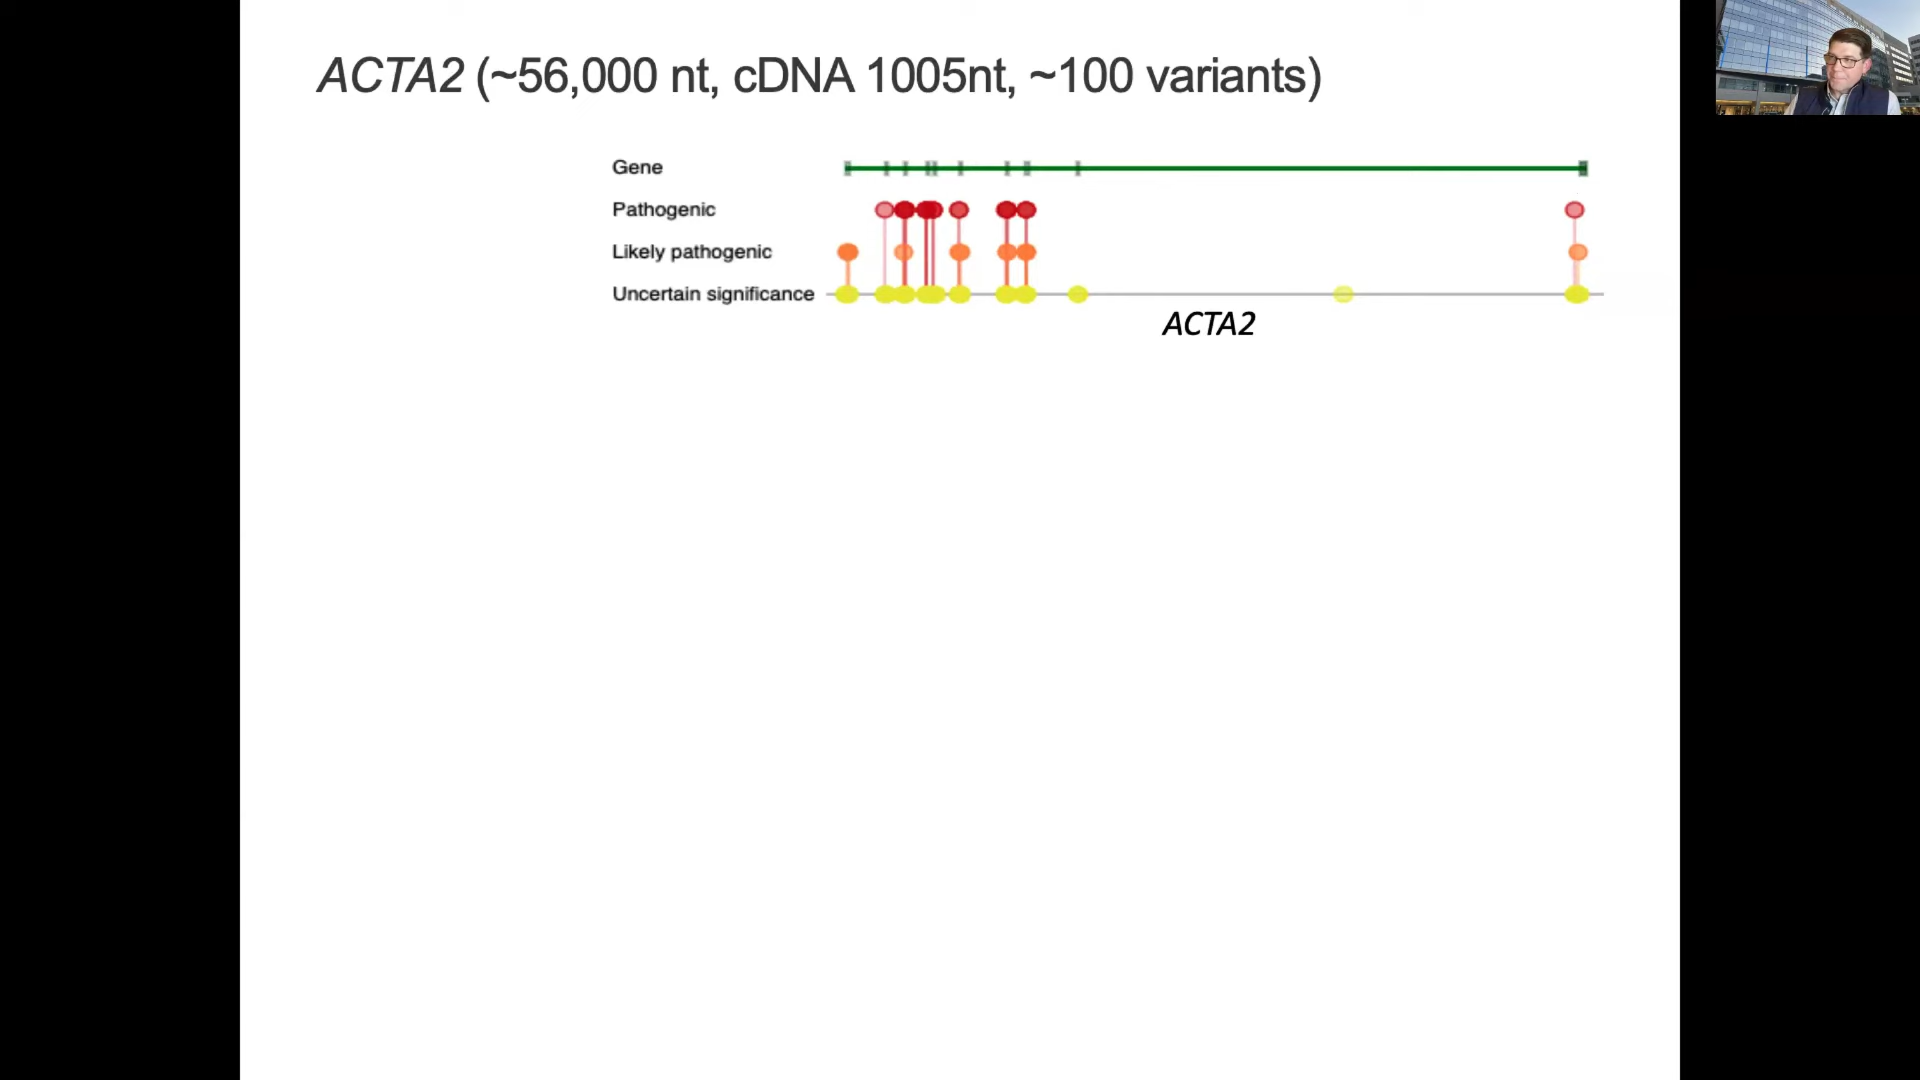 ACTA2 (~56,000 nt, cDNA 1005nt, ~100 variants)
Gene
Pathogenic
Likely pathogenic
Uncertain significance
ACTA2